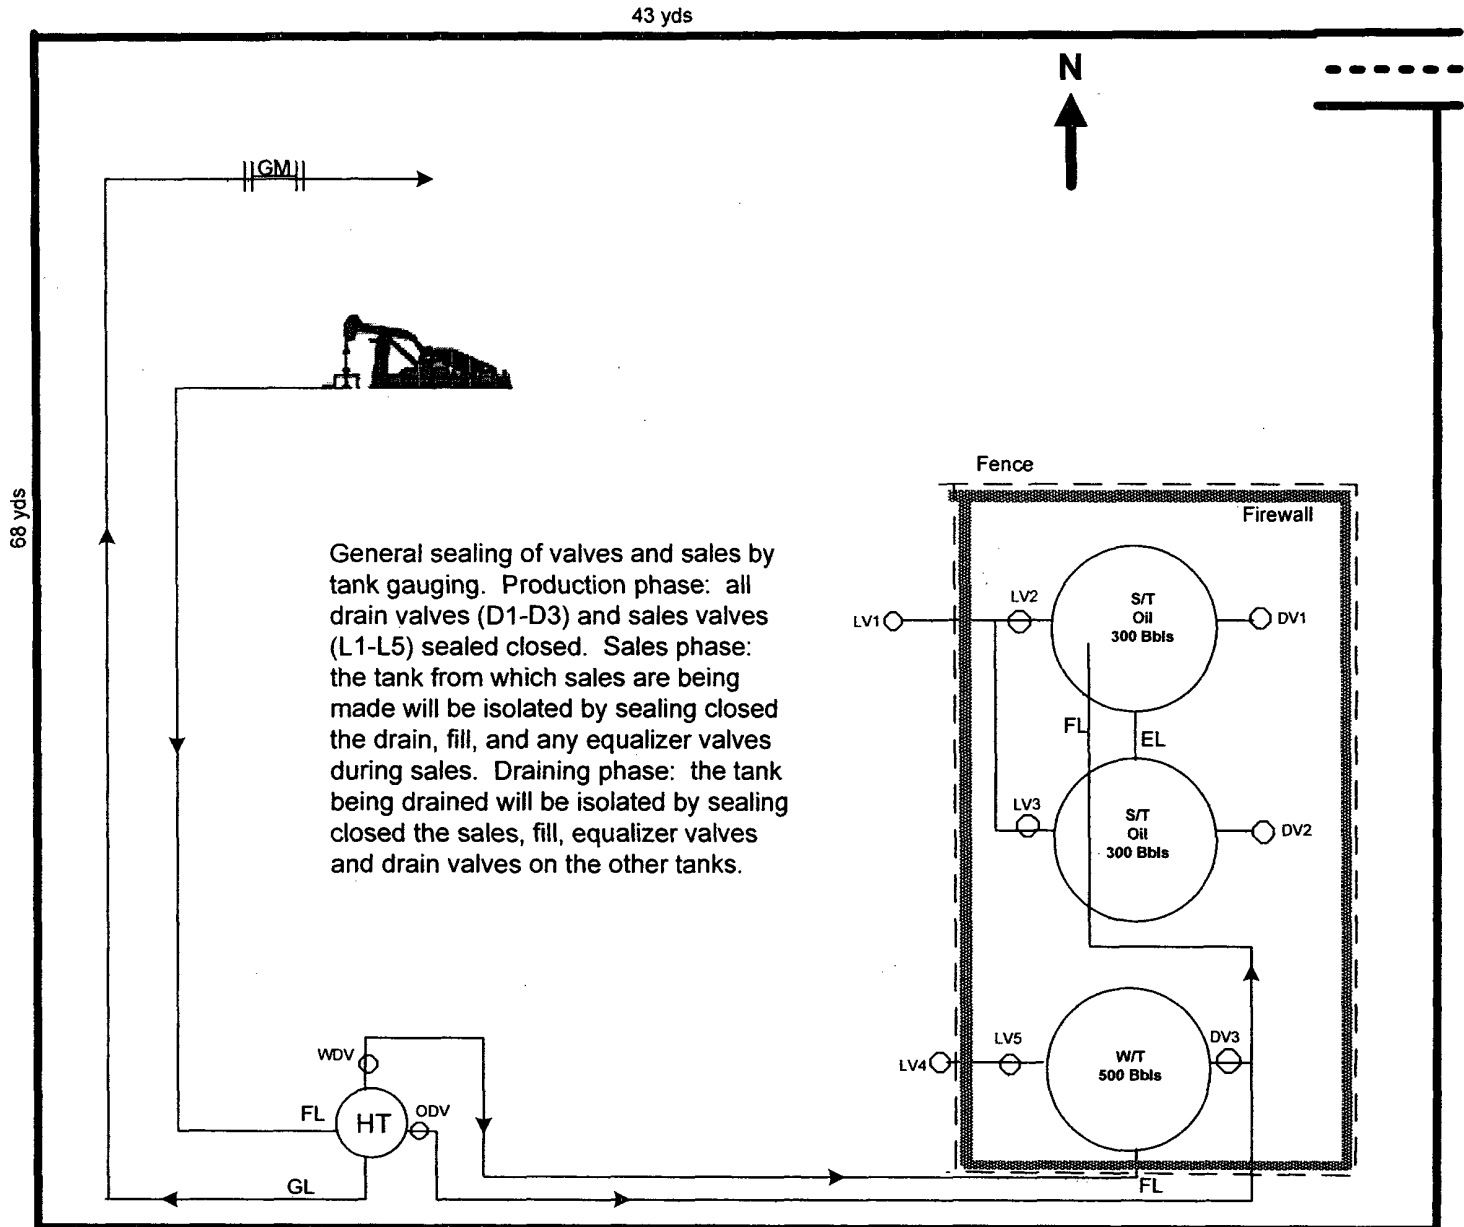 43 yds
N
GM
68 yds
Fence
Firewall
General sealing of valves and sales by
tank gauging. Production phase: all
drain valves (D1-D3) and sales valves
(L1-L5) sealed closed. Sales phase:
the tank from which sales are being
made will be isolated by sealing closed
the drain, fill, and any equalizer valves
during sales. Draining phase: the tank
being drained will be isolated by sealing
closed the sales, fill, equalizer valves
and drain valves on the other tanks.
LV1
LV2
S/T
Oil
300 Bbls
DV1
FL
EL
LV3
S/T
Oil
300 Bbls
DV2
LV4
LV5
W/T
500 Bbls
DV3
WDV
FL
HT
ODV
GL
FL